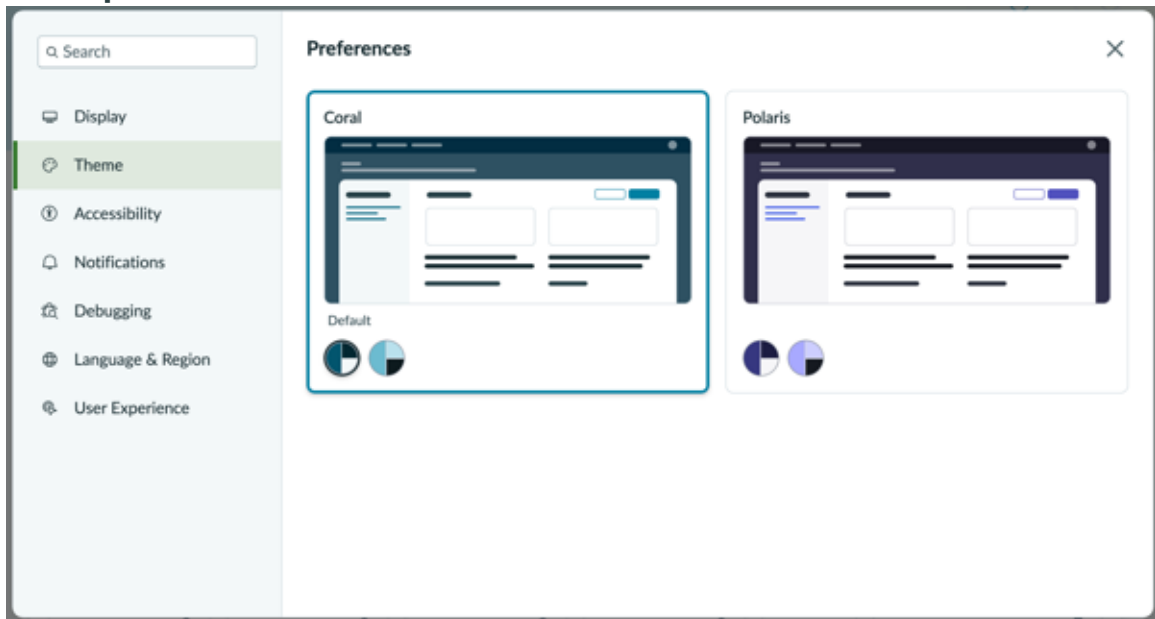 Search
Preferences
Display
Theme
Accessibility
Notifications
Debugging
Language & Region
User Experience
Coral
Default
Polaris